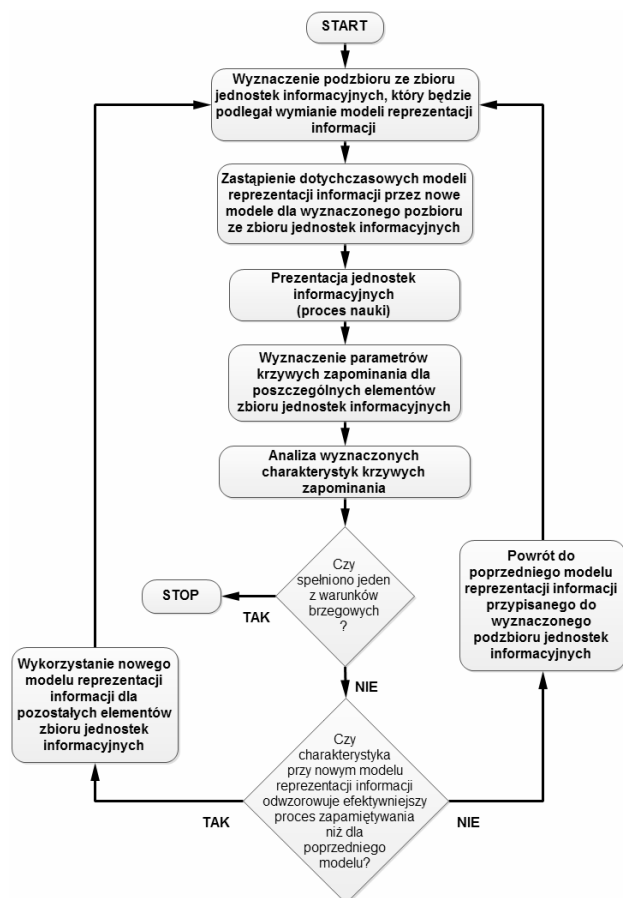 START
Wyznaczenie podzbioru ze zbioru
jednostek informacyjnych, który będzie
podlegał wymianie modeli reprezentacji
informacji
Zastąpienie dotychczasowych modeli
reprezentacji informacji przez nowe
modele dla wyznaczonego pozbioru
ze zbioru jednostek informacyjnych
Prezentacja jednostek
informacyjnych
(proces nauki)
Wyznaczenie parametrów
krzywych zapominania dla
poszczególnych elementów
zbioru jednostek informacyjnych
Analiza wyznaczonych
charakterystyk krzywych
zapominania
Czy
spełniono jeden
z warunków
brzegowych
?
TAK
STOP
NIE
Powrót do
poprzedniego modelu
reprezentacji informacji
przypisanego do
wyznaczonego
podzbioru jednostek
informacyjnych
Wykorzystanie nowego
modelu reprezentacji
informacji dla
pozostałych elementów
zbioru jednostek
informacyjnych
Czy
charakterystyka
przy nowym modelu
reprezentacji informacji
odwzorowuje efektywniejszy
proces zapamiętywania
niż dla
poprzedniego
modelu?
TAK
NIE